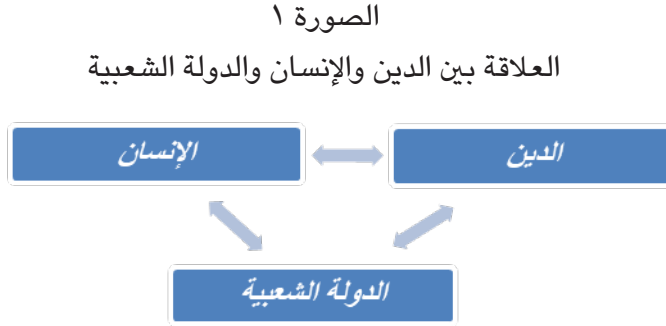 الصورة ١
العلاقة بين الدين والإنسان والدولة الشعبية
الدين
الإنسان
الدولة الشعبية